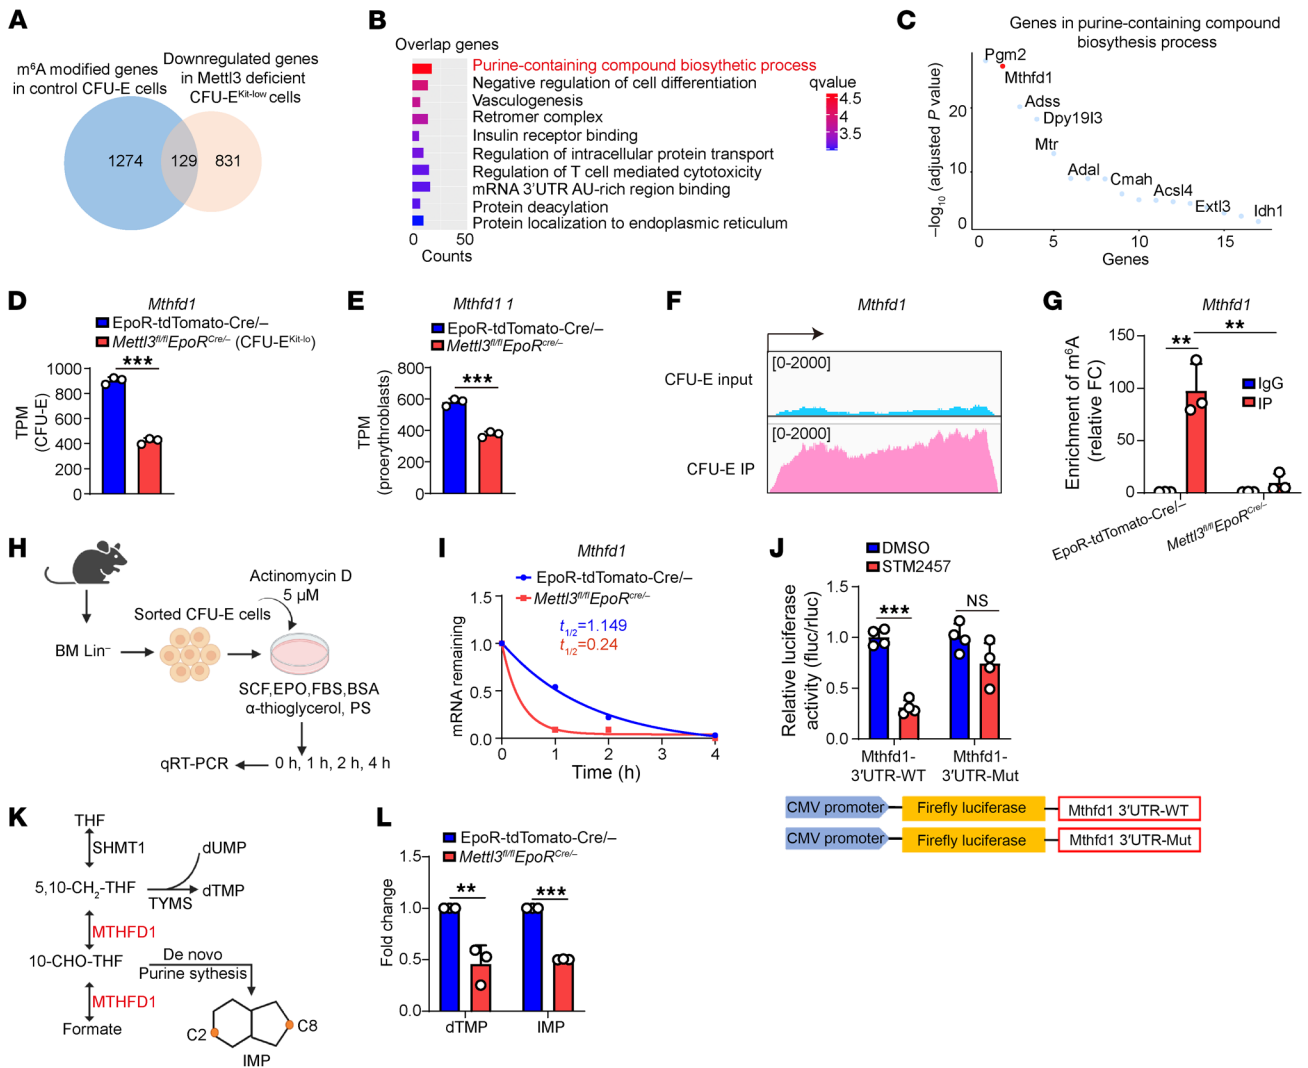 A
m⁶A modified genes
in control CFU-E cells
Downregulated genes
in Mettl3 deficient
CFU-Eᴷⁱᵗ⁻ˡᵒʷ cells
1274
129
831
B
Overlap genes
Purine-containing compound biosythetic process
Negative regulation of cell differentiation
Vasculogenesis
Retromer complex
Insulin receptor binding
Regulation of intracellular protein transport
Regulation of T cell mediated cytotoxicity
mRNA 3'UTR AU-rich region binding
Protein deacylation
Protein localization to endoplasmic reticulum
0 50
Counts
qvalue
4.5
4
3.5
C
Genes in purine-containing compound
biosythesis process
–log₁₀ (adjusted P value)
20
10
0
Pgm2
Mthfd1
Adss
Dpy19l3
Mtr
Adal
Cmah
Acsl4
Extl3
Idh1
0 5 10 15
Genes
D
Mthfd1
EpoR-tdTomato-Cre/–
Mettl3fl/flEpoRCre/– (CFU-EKit-lo)
***
TPM
(CFU-E)
1000
800
600
400
200
0
E
Mthfd1 1
EpoR-tdTomato-Cre/–
Mettl3fl/flEpoRcre/–
***
TPM
(proerythroblasts)
800
600
400
200
0
F
Mthfd1
CFU-E input
[0-2000]
CFU-E IP
[0-2000]
G
Mthfd1
** **
IgG
IP
Enrichment of m⁶A
(relative FC)
150
100
50
0
EpoR-tdTomato-Cre/–
Mettl3fl/flEpoRCre/–
H
Actinomycin D
5 µM
Sorted CFU-E cells
BM Lin⁻
SCF,EPO,FBS,BSA
α-thioglycerol, PS
qRT-PCR
0 h, 1 h, 2 h, 4 h
I
Mthfd1
EpoR-tdTomato-Cre/–
Mettl3fl/flEpoRcre/–
t1/2=1.149
t1/2=0.24
mRNA remaining
1.5
1.0
0.5
0.0
0 1 2 3 4
Time (h)
J
DMSO
STM2457
*** NS
Relative luciferase
activity (fluc/rluc)
1.5
1.0
0.5
0.0
Mthfd1-
3'UTR-WT
Mthfd1-
3'UTR-Mut
CMV promoter Firefly luciferase Mthfd1 3'UTR-WT
CMV promoter Firefly luciferase Mthfd1 3'UTR-Mut
K
THF
SHMT1
dUMP
5,10-CH₂-THF
dTMP
TYMS
MTHFD1
10-CHO-THF
De novo
Purine sythesis
MTHFD1
Formate
C2
C8
IMP
L
EpoR-tdTomato-Cre/–
Mettl3fl/flEpoRCre/–
** ***
Fold change
1.5
1.0
0.5
0.0
dTMP IMP